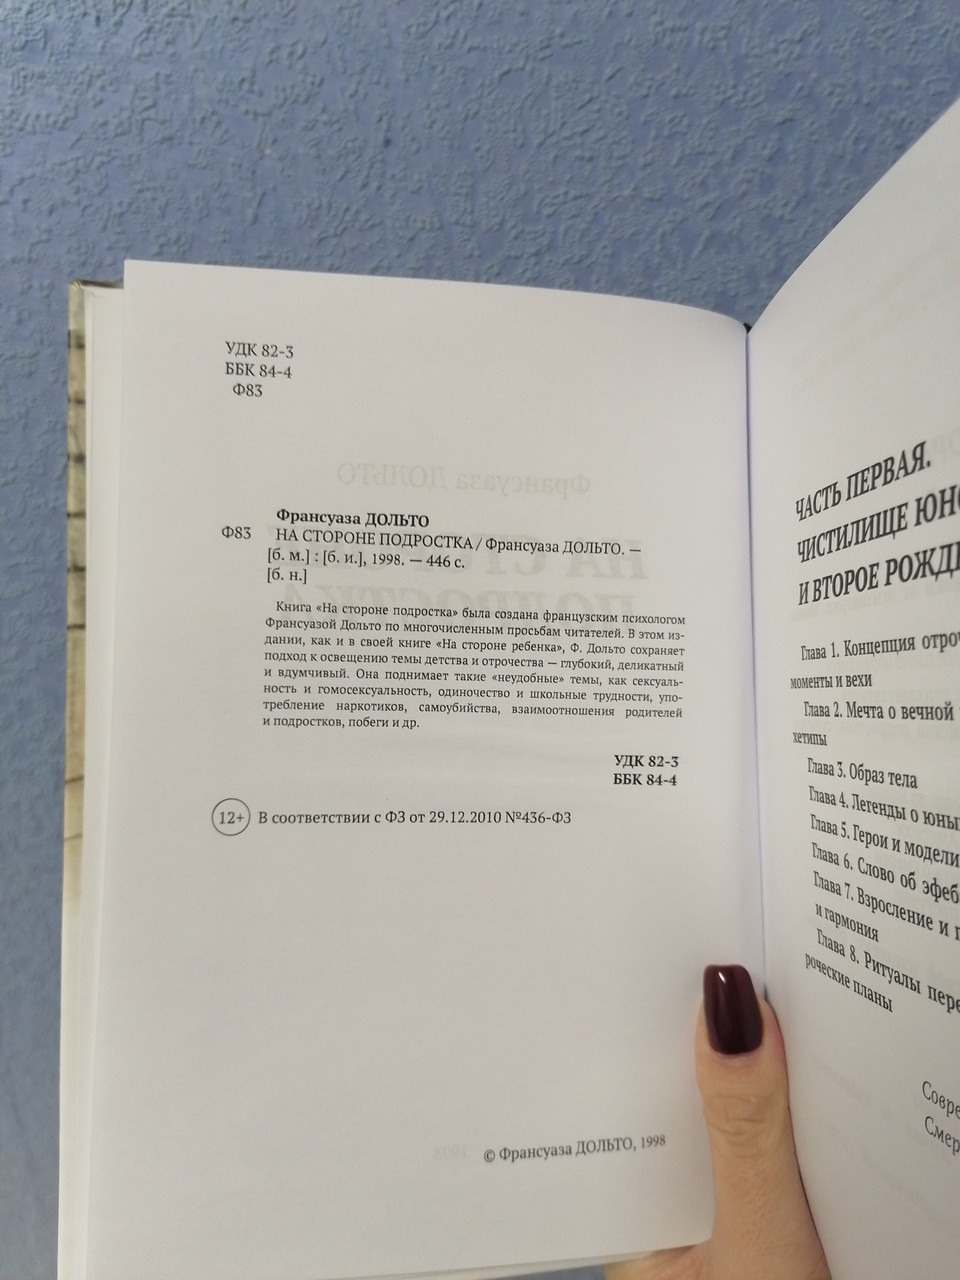 УДК 82-3
ББК 84-4
Ф83
Франсуаза ДОЛЬТО
Ф83 НА СТОРОНЕ ПОДРОСТКА / Франсуаза ДОЛЬТО. —
[б. м.] : [б. и.], 1998. — 446 с.
[б. н.]
Книга «На стороне подростка» была создана французским психологом
Франсуазой Дольто по многочисленным просьбам читателей. В этом из-
дании, как и в своей книге «На стороне ребенка», Ф. Дольто сохраняет
подход к освещению темы детства и отрочества — глубокий, деликатный
и вдумчивый. Она поднимает такие «неудобные» темы, как сексуаль-
ность и гомосексуальность, одиночество и школьные трудности, упо-
требление наркотиков, самоубийства, взаимоотношения родителей
и подростков, побеги и др.
УДК 82-3
ББК 84-4
12+ В соответствии с ФЗ от 29.12.2010 №436-ФЗ
© Франсуаза ДОЛЬТО, 1998
ЧАСТЬ ПЕРВАЯ.
ЧИСТИЛИЩЕ
И ВТОРОЕ
Глава 1. Концепция
моменты и вехи
Глава 2. Мечта о вечной
хетипы
Глава 3. Образ тела
Глава 4. Легенды о
Глава 5. Герои и модели
Глава 6. Слово об
Глава 7. Взросление и
и гармония
Глава 8. Ритуалы
роческие планы